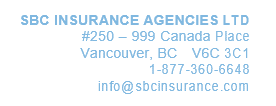 SBC INSURANCE AGENCIES LTD
#250 – 999 Canada Place
Vancouver, BC   V6C 3C1
1-877-360-6648
info@sbcinsurance.com